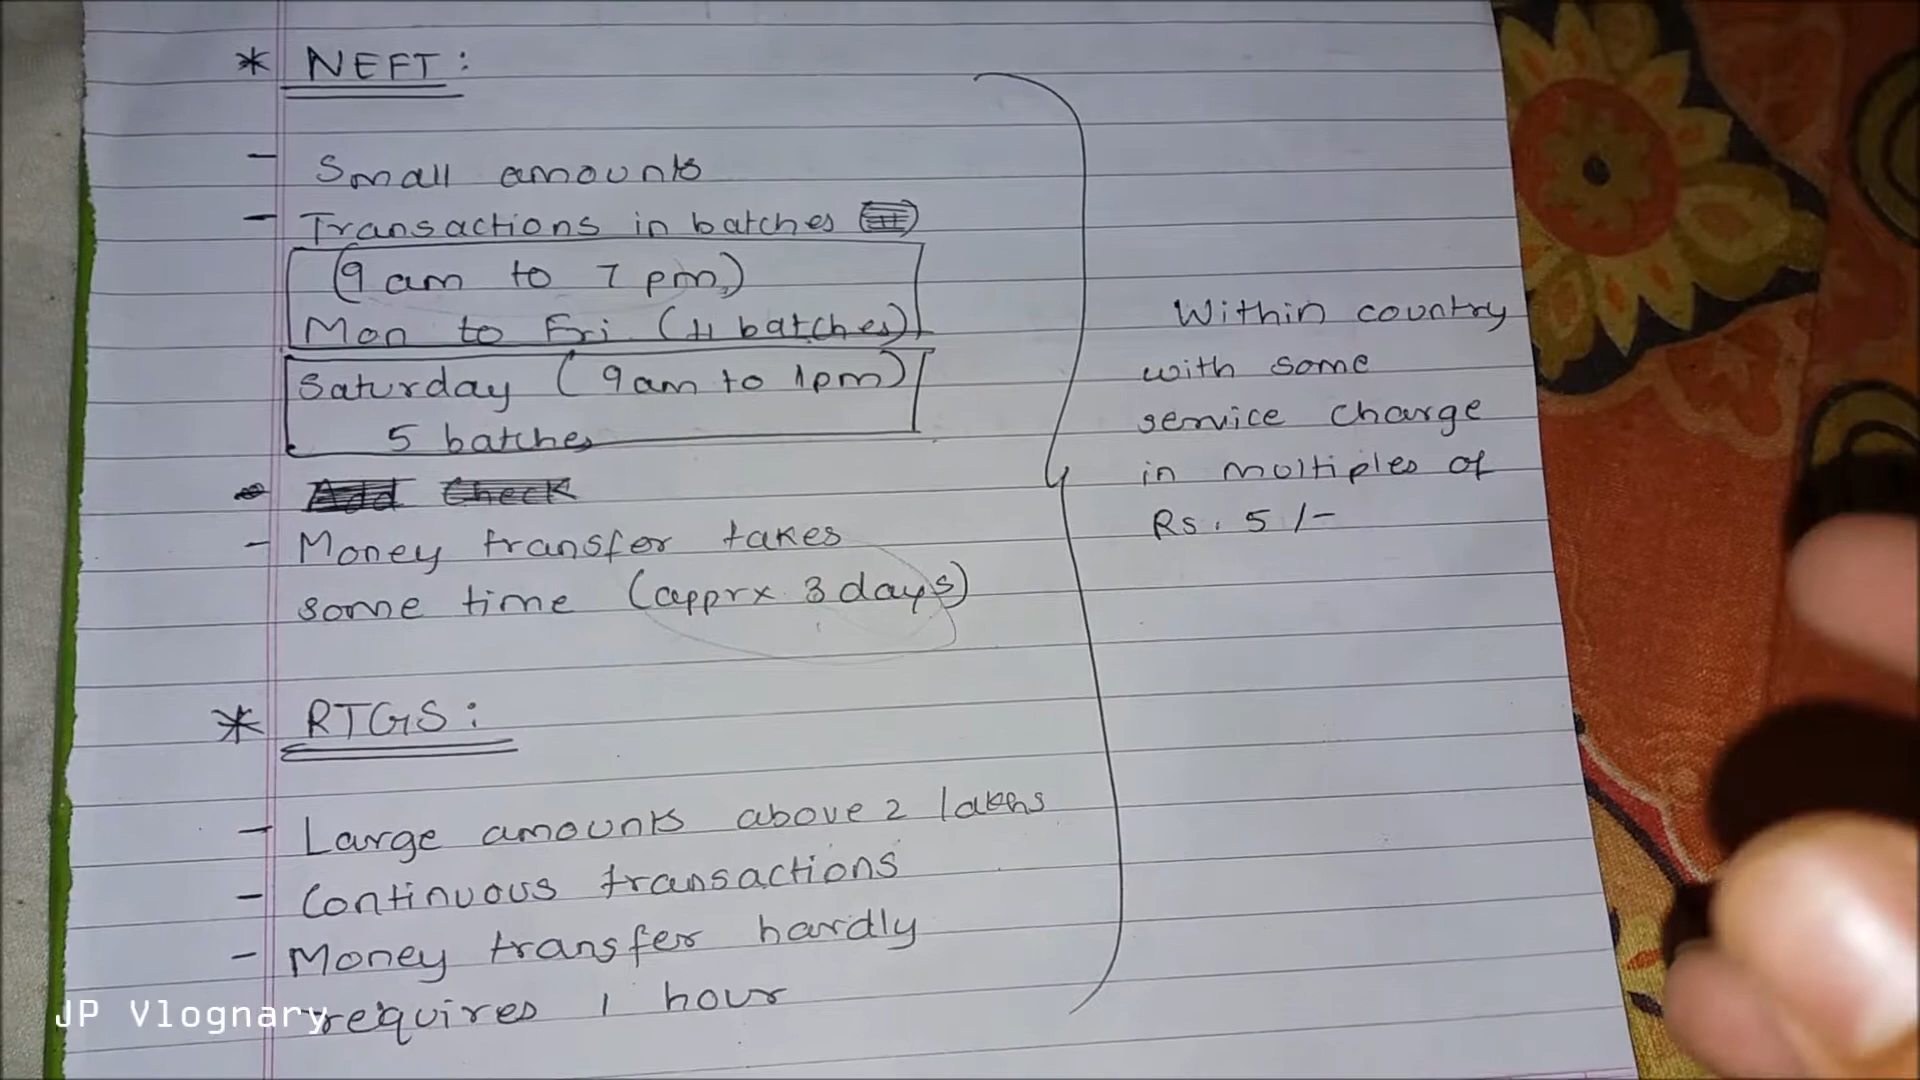 * NEFT :
- Small amounts
- Transactions in batches
(9 am to 7 pm)
Mon to Fri (11 batches)
Saturday (9am to 1pm)
5 batches
- Add Check
- Money transfer takes
some time (apprx 3 days)
* RTGS :
- Large amounts above 2 lakhs
- Continuous transactions
- Money transfer hardly
requires 1 hour
Within country
with some
service charge
in multiples of
Rs. 5 /-
JP Vlognary